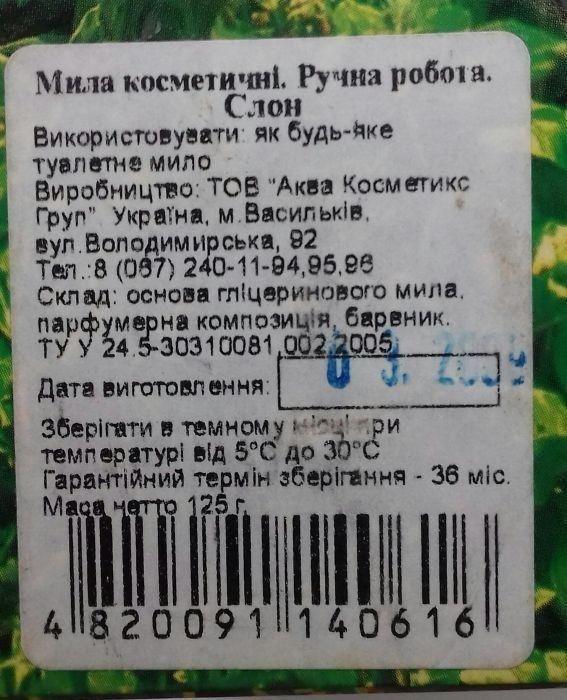 Мила косметичні. Ручна робота.
Слон
Використовувати: як будь-яке
туалетне мило
Виробництво: ТОВ "Аква Косметикс
Груп". Україна, м.Васильків,
вул.Володимирська, 92
Тел.:8 (067) 240-11-94,95,96
Склад: основа гліцеринового мила,
парфумерна композиція, барвник.
ТУ У 24.5-30310081.002.2005
Дата виготовлення: 0 3. 2009
Зберігати в темному місці при
температурі від 5°С до 30°С
Гарантійний термін зберігання - 36 міс.
Маса нетто 125 г.
4 820091 140616